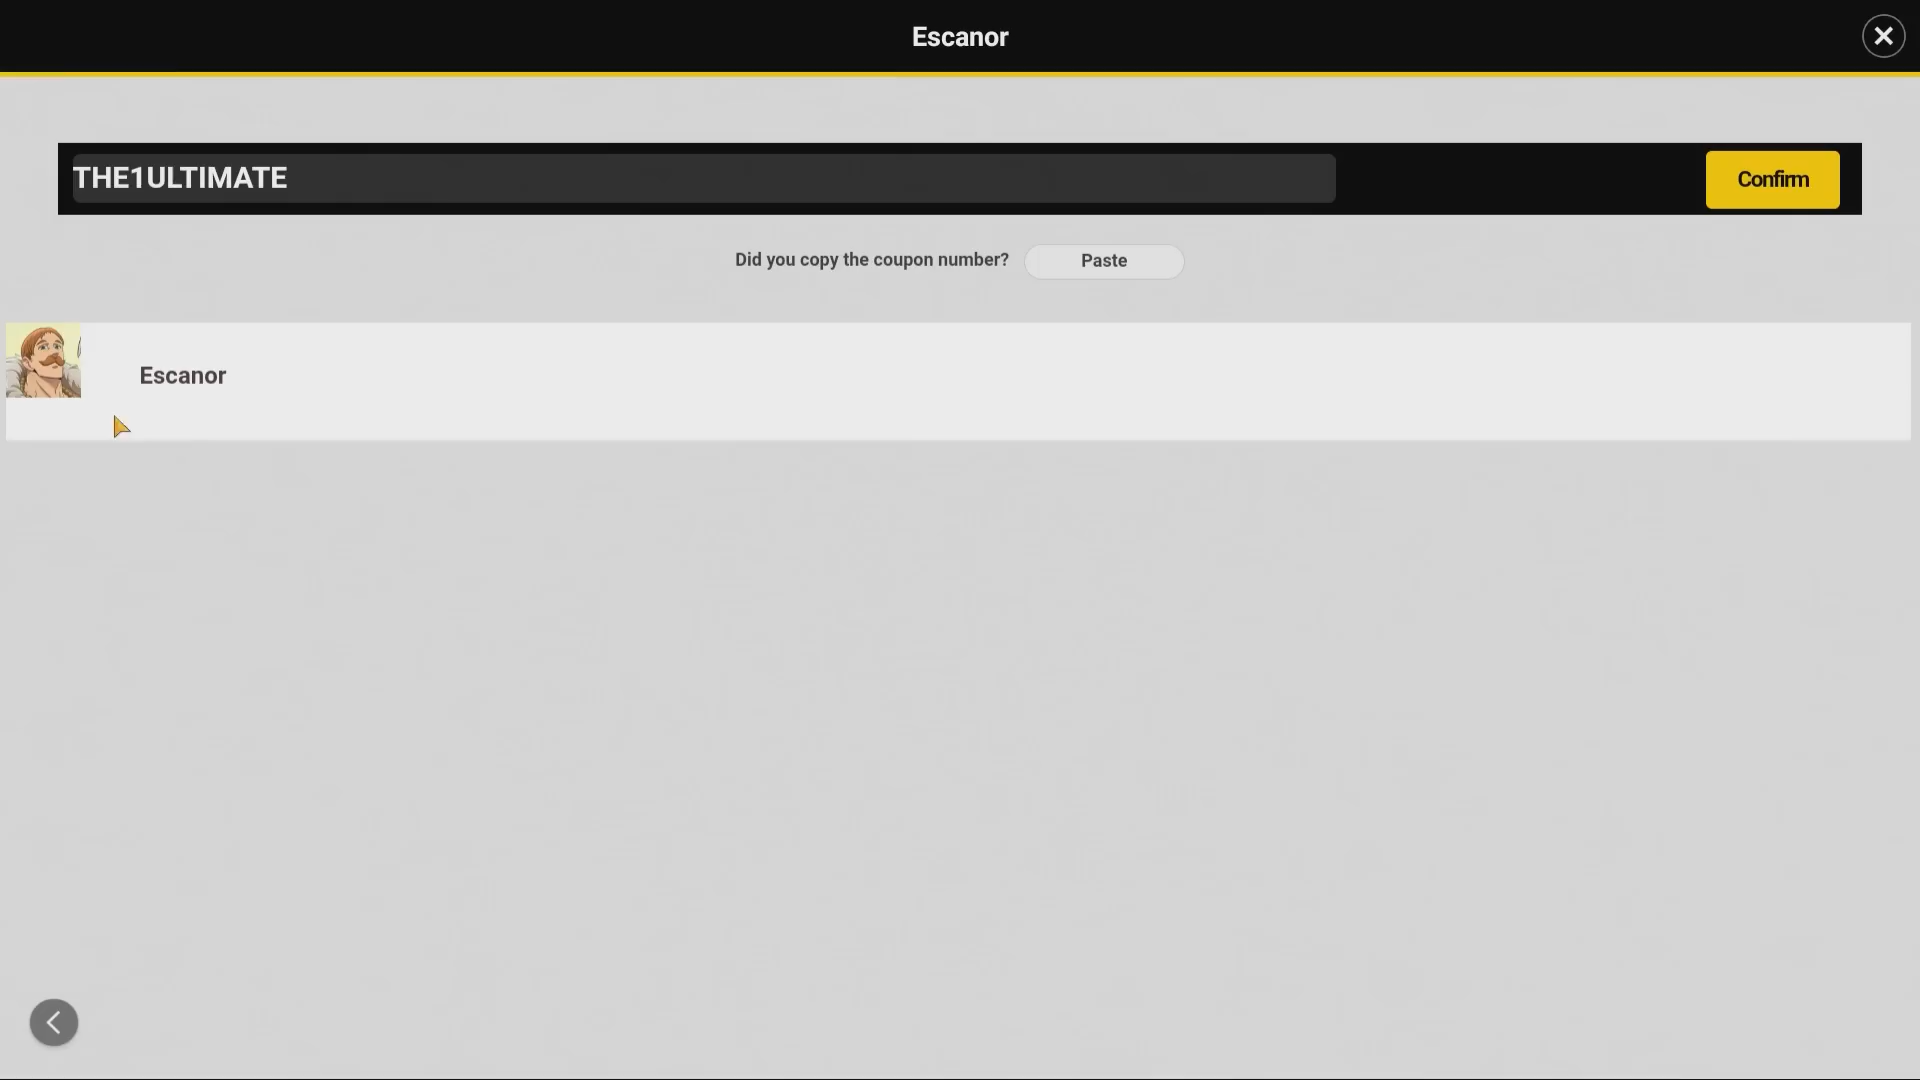 Escanor
THE1ULTIMATE
Confirm
Did you copy the coupon number?
Paste
Escanor